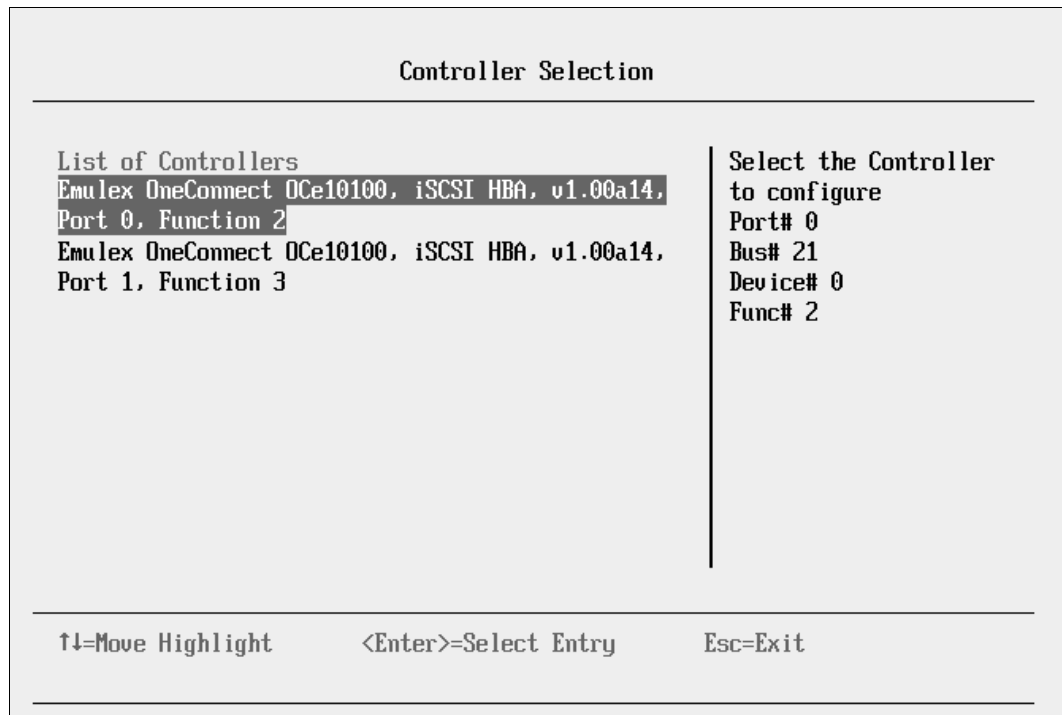 Controller Selection
List of Controllers
Emulex OneConnect OCe10100, iSCSI HBA, v1.00a14,
Port 0, Function 2
Emulex OneConnect OCe10100, iSCSI HBA, v1.00a14,
Port 1, Function 3
Select the Controller
to configure
Port# 0
Bus# 21
Device# 0
Func# 2
↑↓=Move Highlight <Enter>=Select Entry Esc=Exit